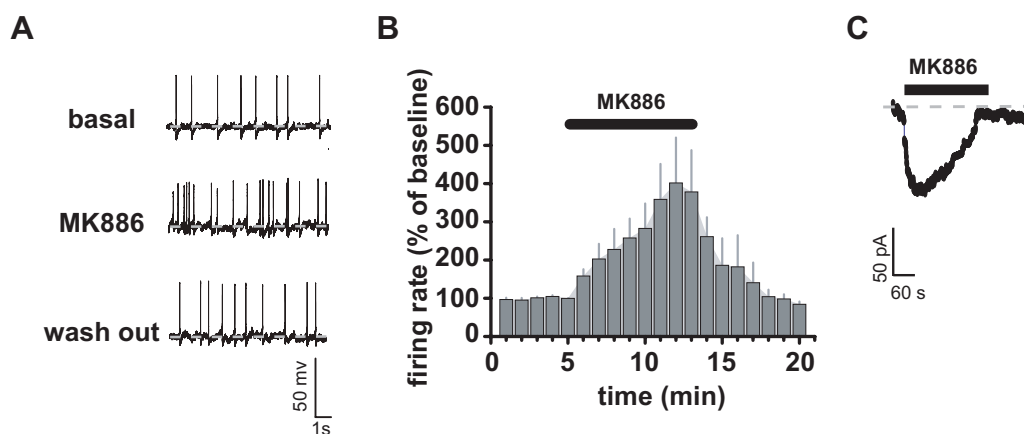 A
basal
MK886
wash out
50 mv
1s
B
firing rate (% of baseline)
MK886
600
500
400
300
200
100
0
0 5 10 15 20
time (min)
C
MK886
50 pA
60 s